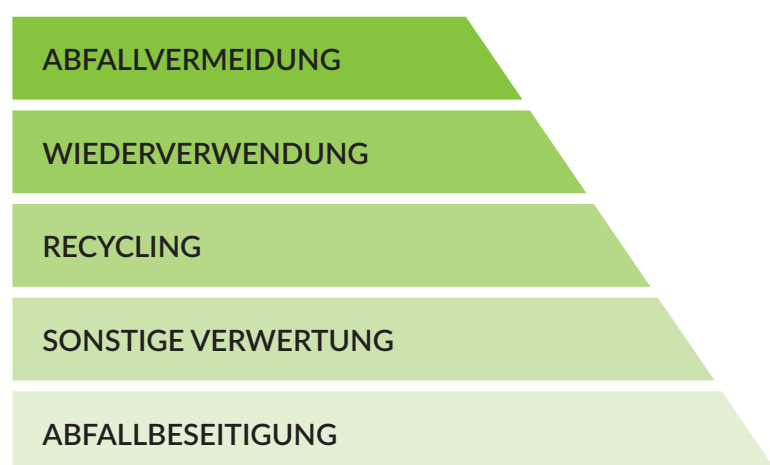 ABFALLVERMEIDUNG
WIEDERVERWENDUNG
RECYCLING
SONSTIGE VERWERTUNG
ABFALLBESEITIGUNG